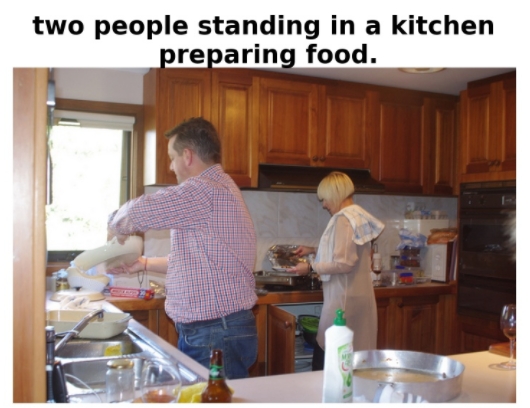 two people standing in a kitchen
preparing food.